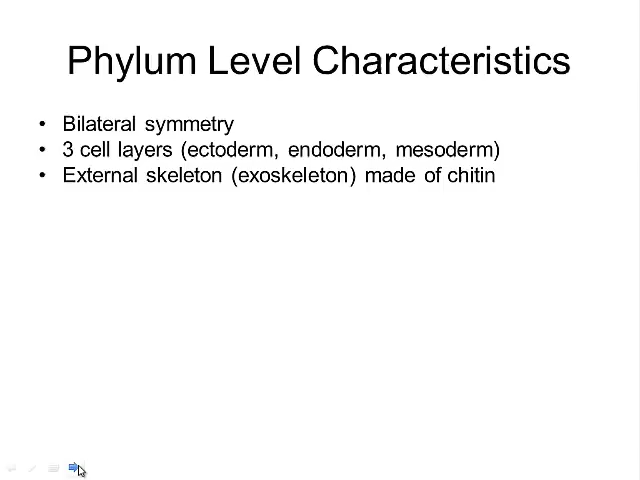 Phylum Level Characteristics
• Bilateral symmetry
• 3 cell layers (ectoderm, endoderm, mesoderm)
• External skeleton (exoskeleton) made of chitin